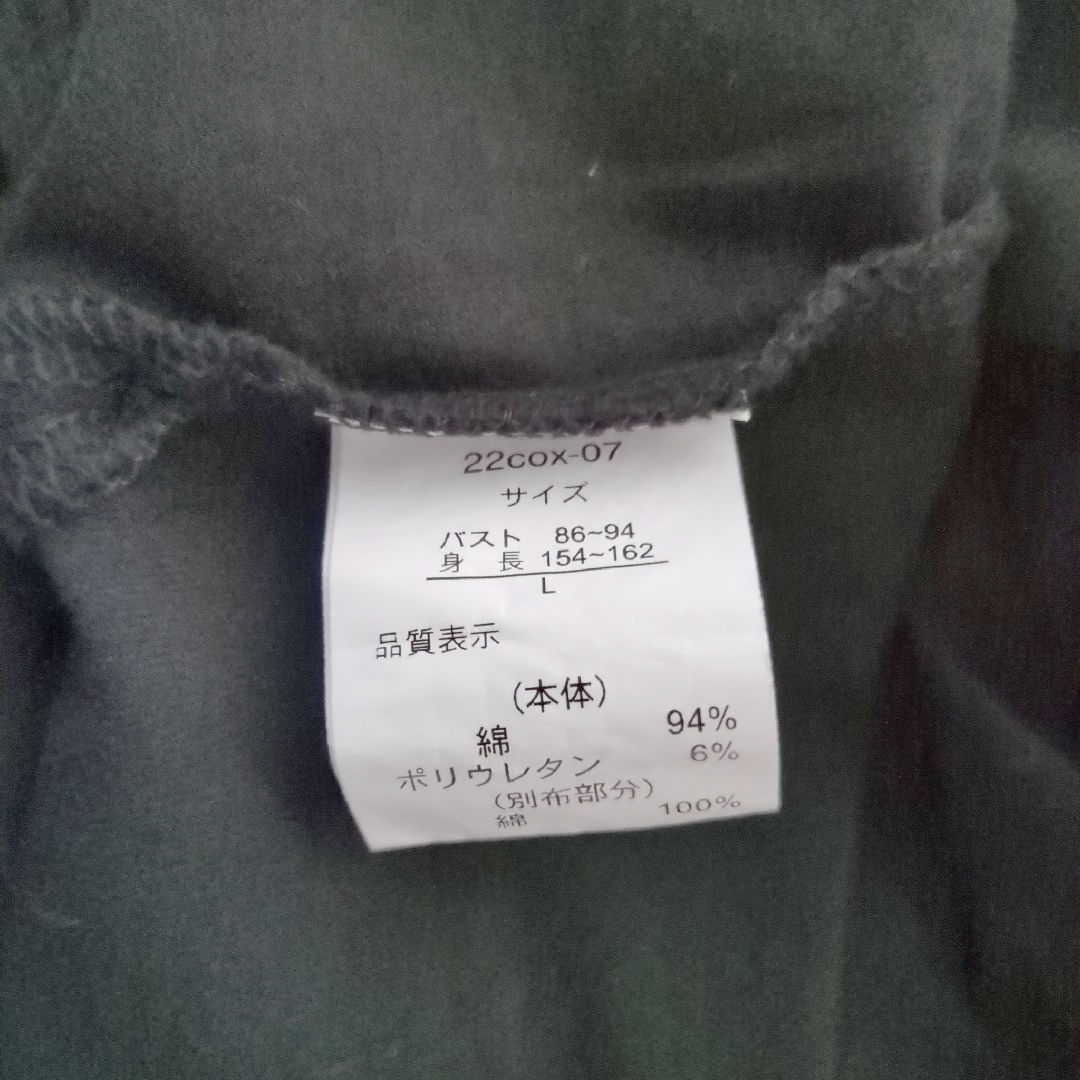 22cox-07
サイズ
バスト 86~94
身 長 154~162
L
品質表示
(本体)
綿 94%
ポリウレタン 6%
(別布部分)
綿 100%